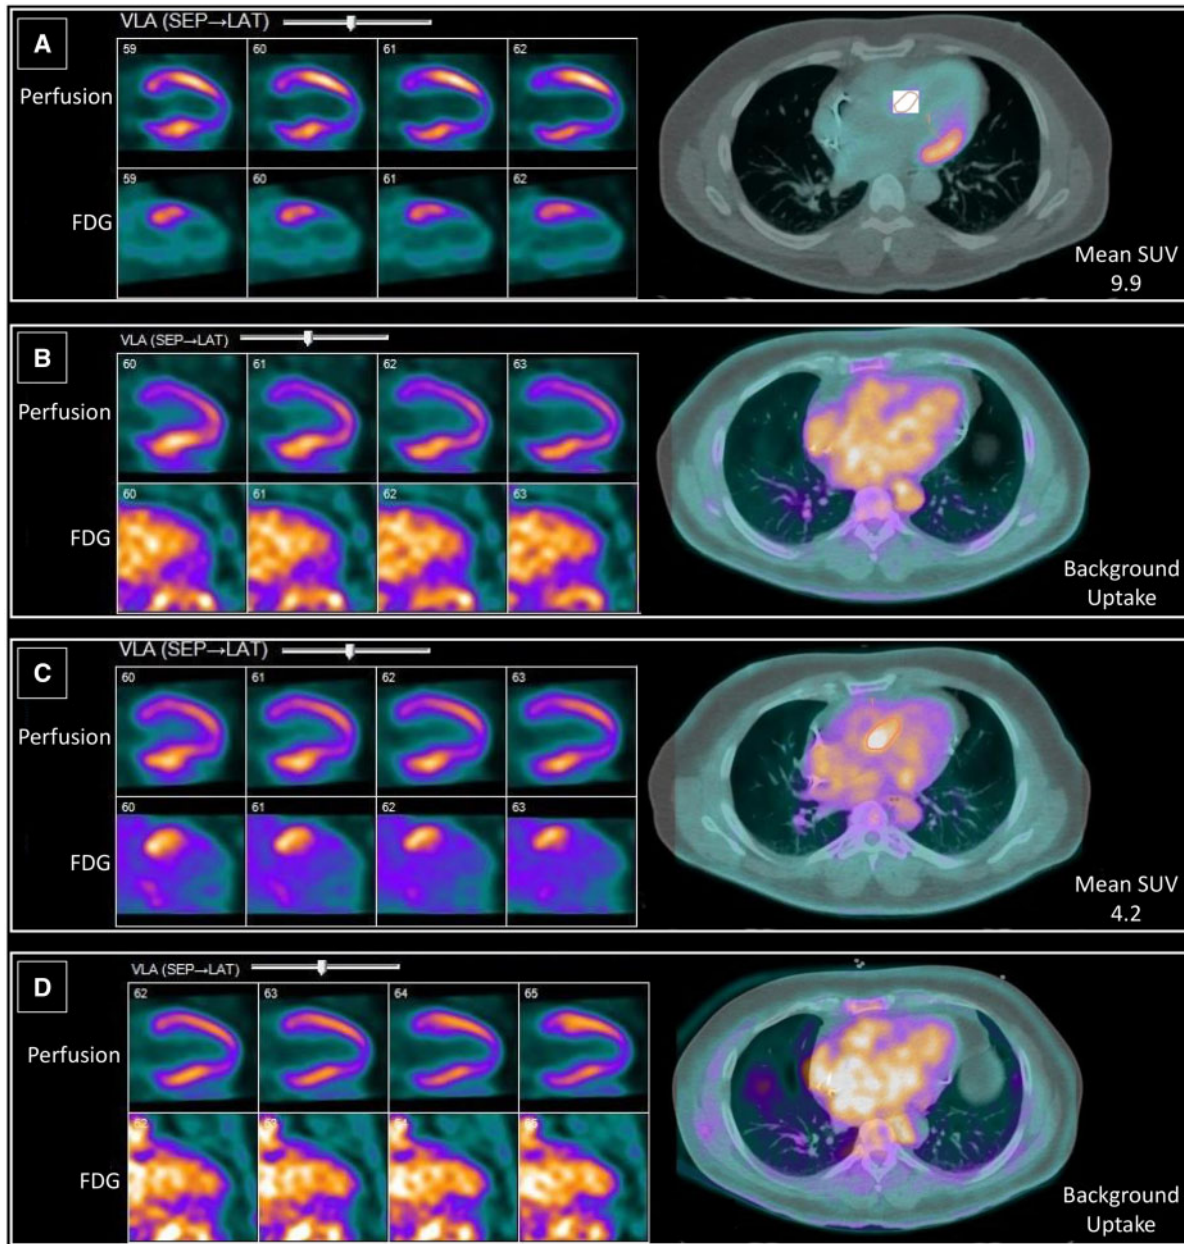 A
VLA (SEP→LAT)
Perfusion
59 60 61 62
FDG
59 60 61 62
Mean SUV
9.9
B
VLA (SEP→LAT)
Perfusion
60 61 62 63
FDG
60 61 62 63
Background
Uptake
C
VLA (SEP→LAT)
Perfusion
60 61 62 63
FDG
60 61 62 63
Mean SUV
4.2
D
VLA (SEP→LAT)
Perfusion
62 63 64 65
FDG
62 63 64 65
Background
Uptake